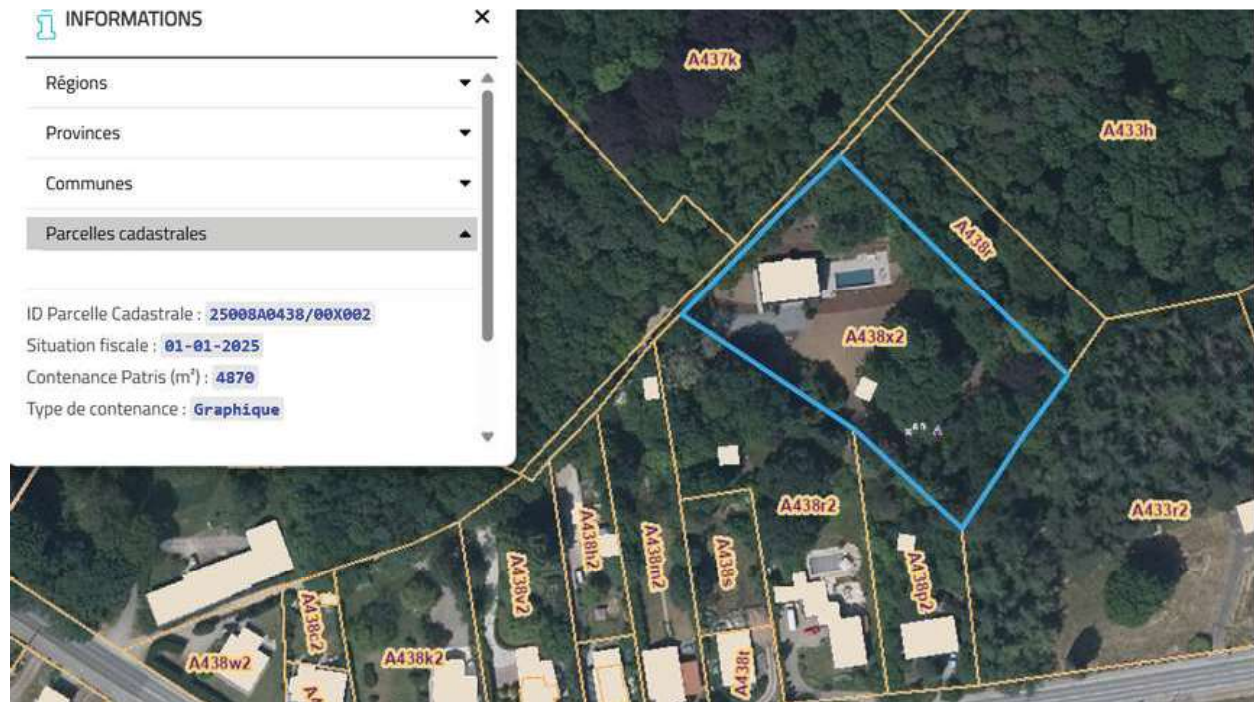 INFORMATIONS
Régions
Provinces
Communes
Parcelles cadastrales
ID Parcelle Cadastrale : 25008A0438/00X002
Situation fiscale : 01-01-2025
Contenance Patris (m²) : 4870
Type de contenance : Graphique
A437k
A433h
A438r
A438x2
A438r2
A433r2
A438h2
A438m2
A438s
A438v2
A438p2
A438c2
A438w2
A438k2
A438t